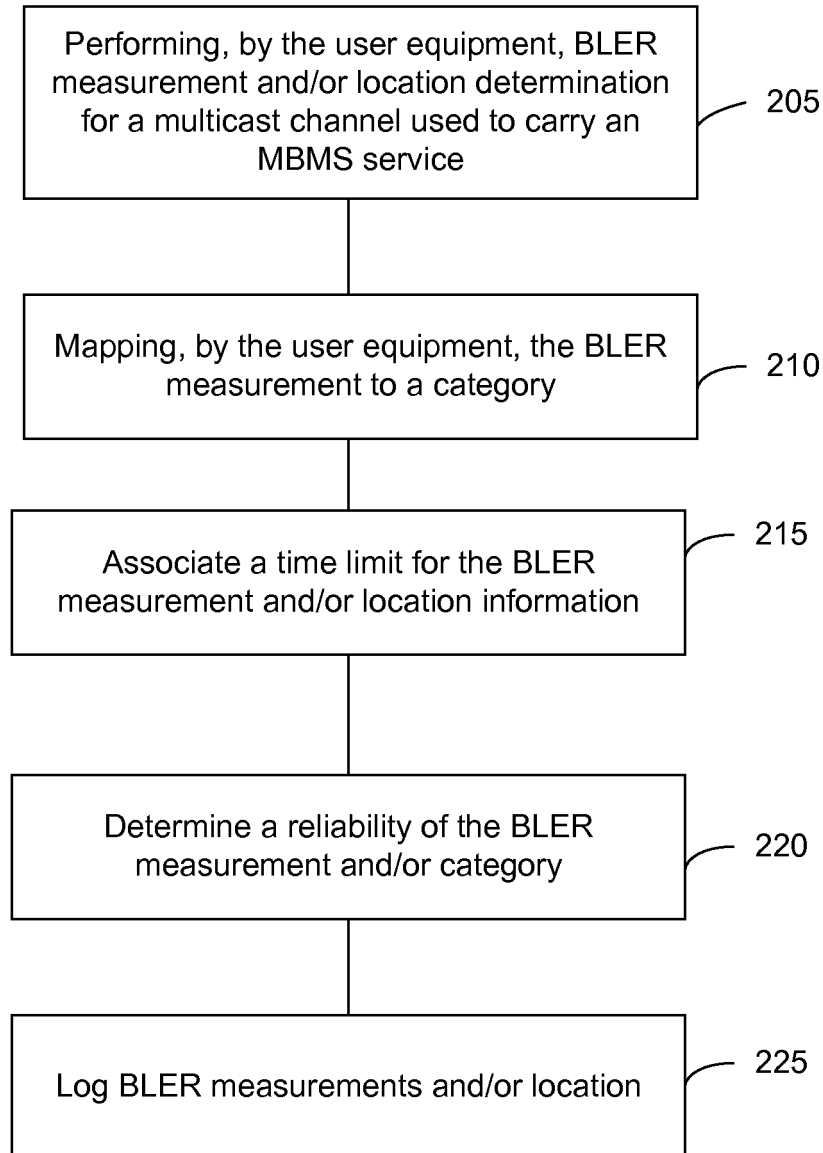 Performing, by the user equipment, BLER
measurement and/or location determination
for a multicast channel used to carry an
MBMS service
205
Mapping, by the user equipment, the BLER
measurement to a category
210
Associate a time limit for the BLER
measurement and/or location information
215
Determine a reliability of the BLER
measurement and/or category
220
Log BLER measurements and/or location
225